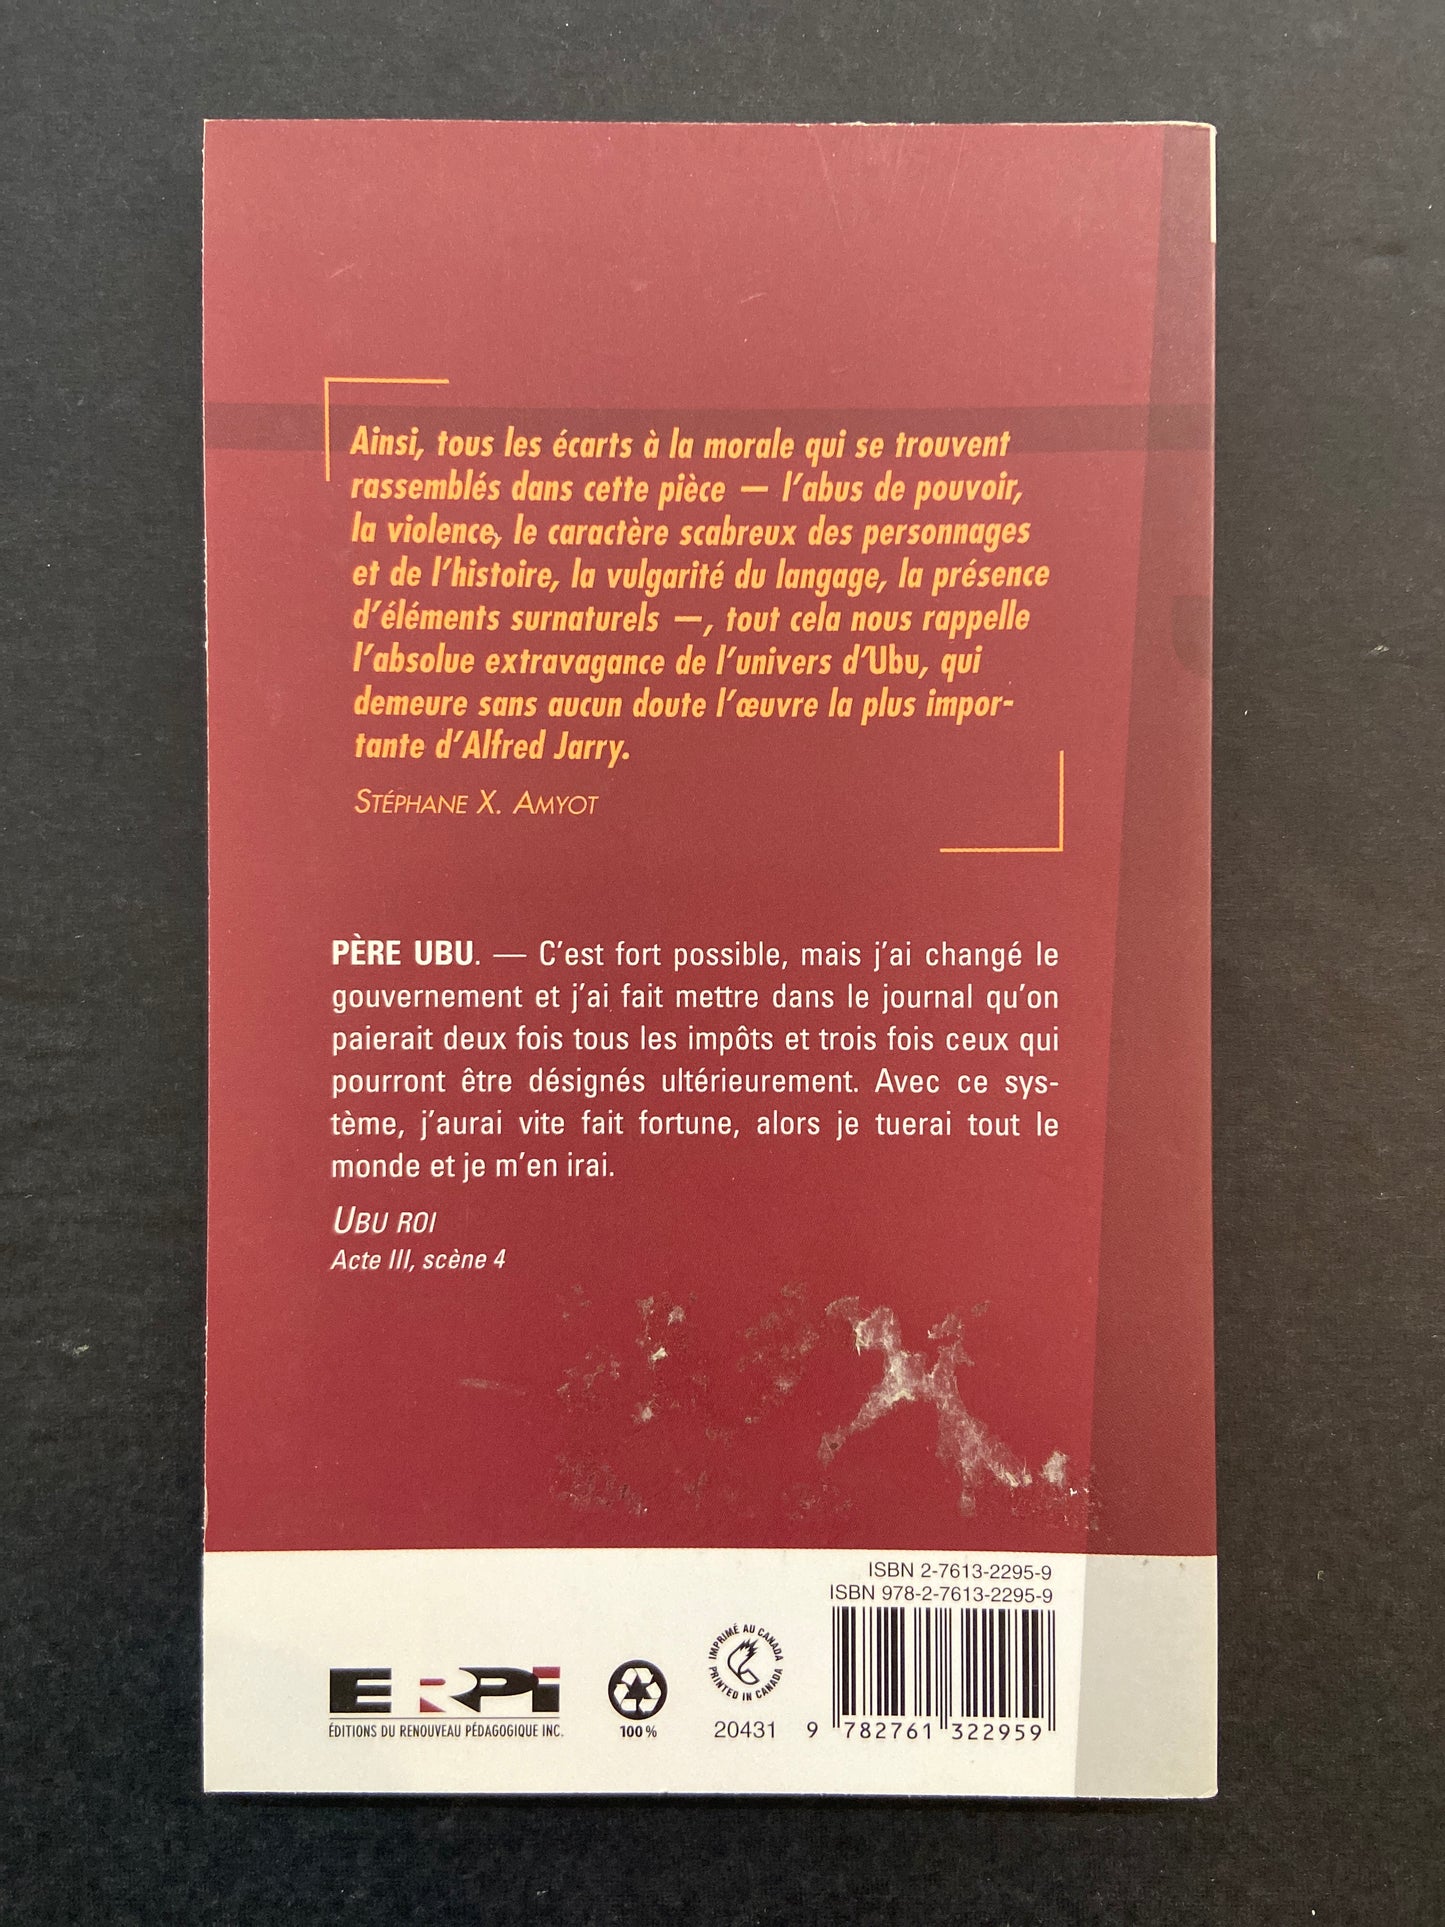 Ainsi, tous les écarts à la morale qui se trouvent
rassemblés dans cette pièce — l'abus de pouvoir,
la violence, le caractère scabreux des personnages
et de l'histoire, la vulgarité du langage, la présence
d'éléments surnaturels —, tout cela nous rappelle
l'absolue extravagance de l'univers d'Ubu, qui
demeure sans aucun doute l'œuvre la plus impor-
tante d'Alfred Jarry.
STÉPHANE X. AMYOT
PÈRE UBU. — C'est fort possible, mais j'ai changé le
gouvernement et j'ai fait mettre dans le journal qu'on
paierait deux fois tous les impôts et trois fois ceux qui
pourront être désignés ultérieurement. Avec ce sys-
tème, j'aurai vite fait fortune, alors je tuerai tout le
monde et je m'en irai.
UBU ROI
Acte III, scène 4
ISBN 2-7613-2295-9
ISBN 978-2-7613-2295-9
ERPI
ÉDITIONS DU RENOUVEAU PÉDAGOGIQUE INC.
100 %
IMPRIMÉ AU CANADA
PRINTED IN CANADA
20431
9 782761 322959